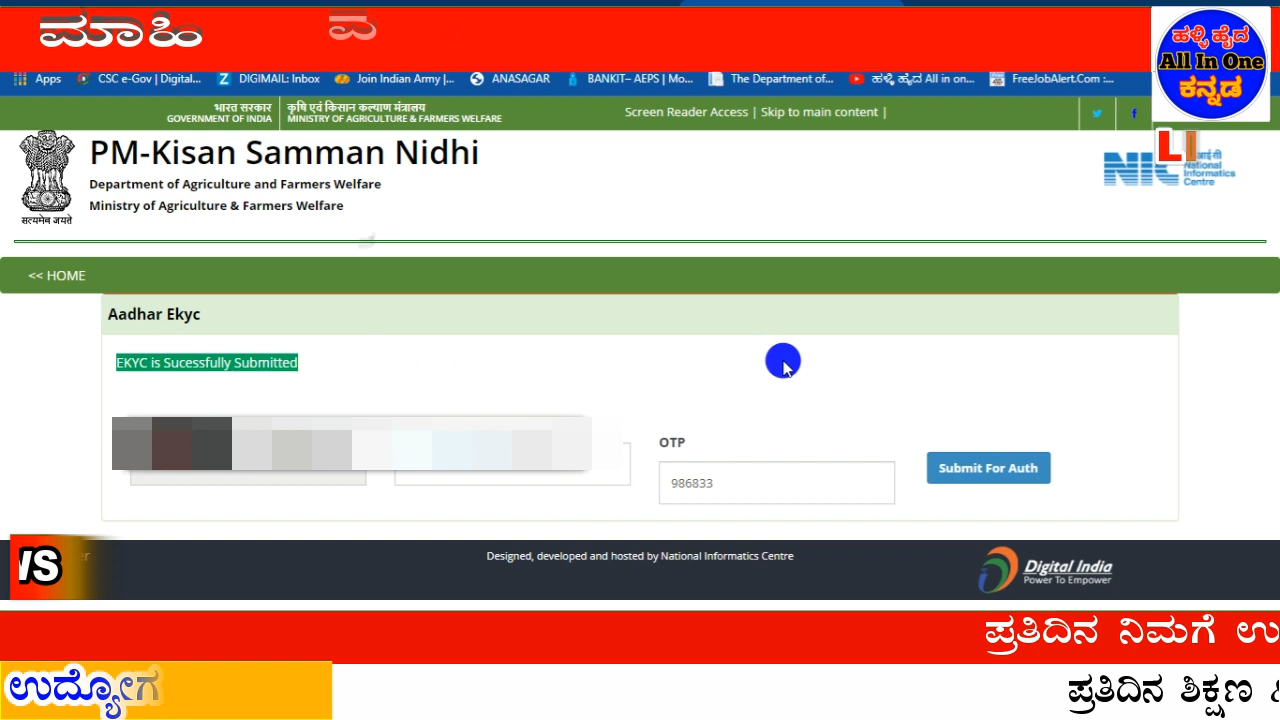 ಮಾಹಿ
ಹಳ್ಳಿ ಹೈದ
All In One
ಕನ್ನಡ
Apps CSC e-Gov | Digital... DIGIMAIL: Inbox Join Indian Army |... ANASAGAR BANKIT– AEPS | Mo... The Department of... ಹಳ್ಳಿ ಹೈದ All in on... FreeJobAlert.Com :...
भारत सरकार
GOVERNMENT OF INDIA
कृषि एवं किसान कल्याण मंत्रालय
MINISTRY OF AGRICULTURE & FARMERS WELFARE
Screen Reader Access | Skip to main content |
LI
PM-Kisan Samman Nidhi
Department of Agriculture and Farmers Welfare
Ministry of Agriculture & Farmers Welfare
सत्यमेव जयते
NIC
National
Informatics
Centre
<< HOME
Aadhar Ekyc
EKYC is Sucessfully Submitted
OTP
986833
Submit For Auth
WS
Designed, developed and hosted by National Informatics Centre
Digital India
Power To Empower
ಪ್ರತಿದಿನ ನಿಮಗೆ ಉ
ಉದ್ಯೋಗ
ಪ್ರತಿದಿನ ಶಿಕ್ಷಣ